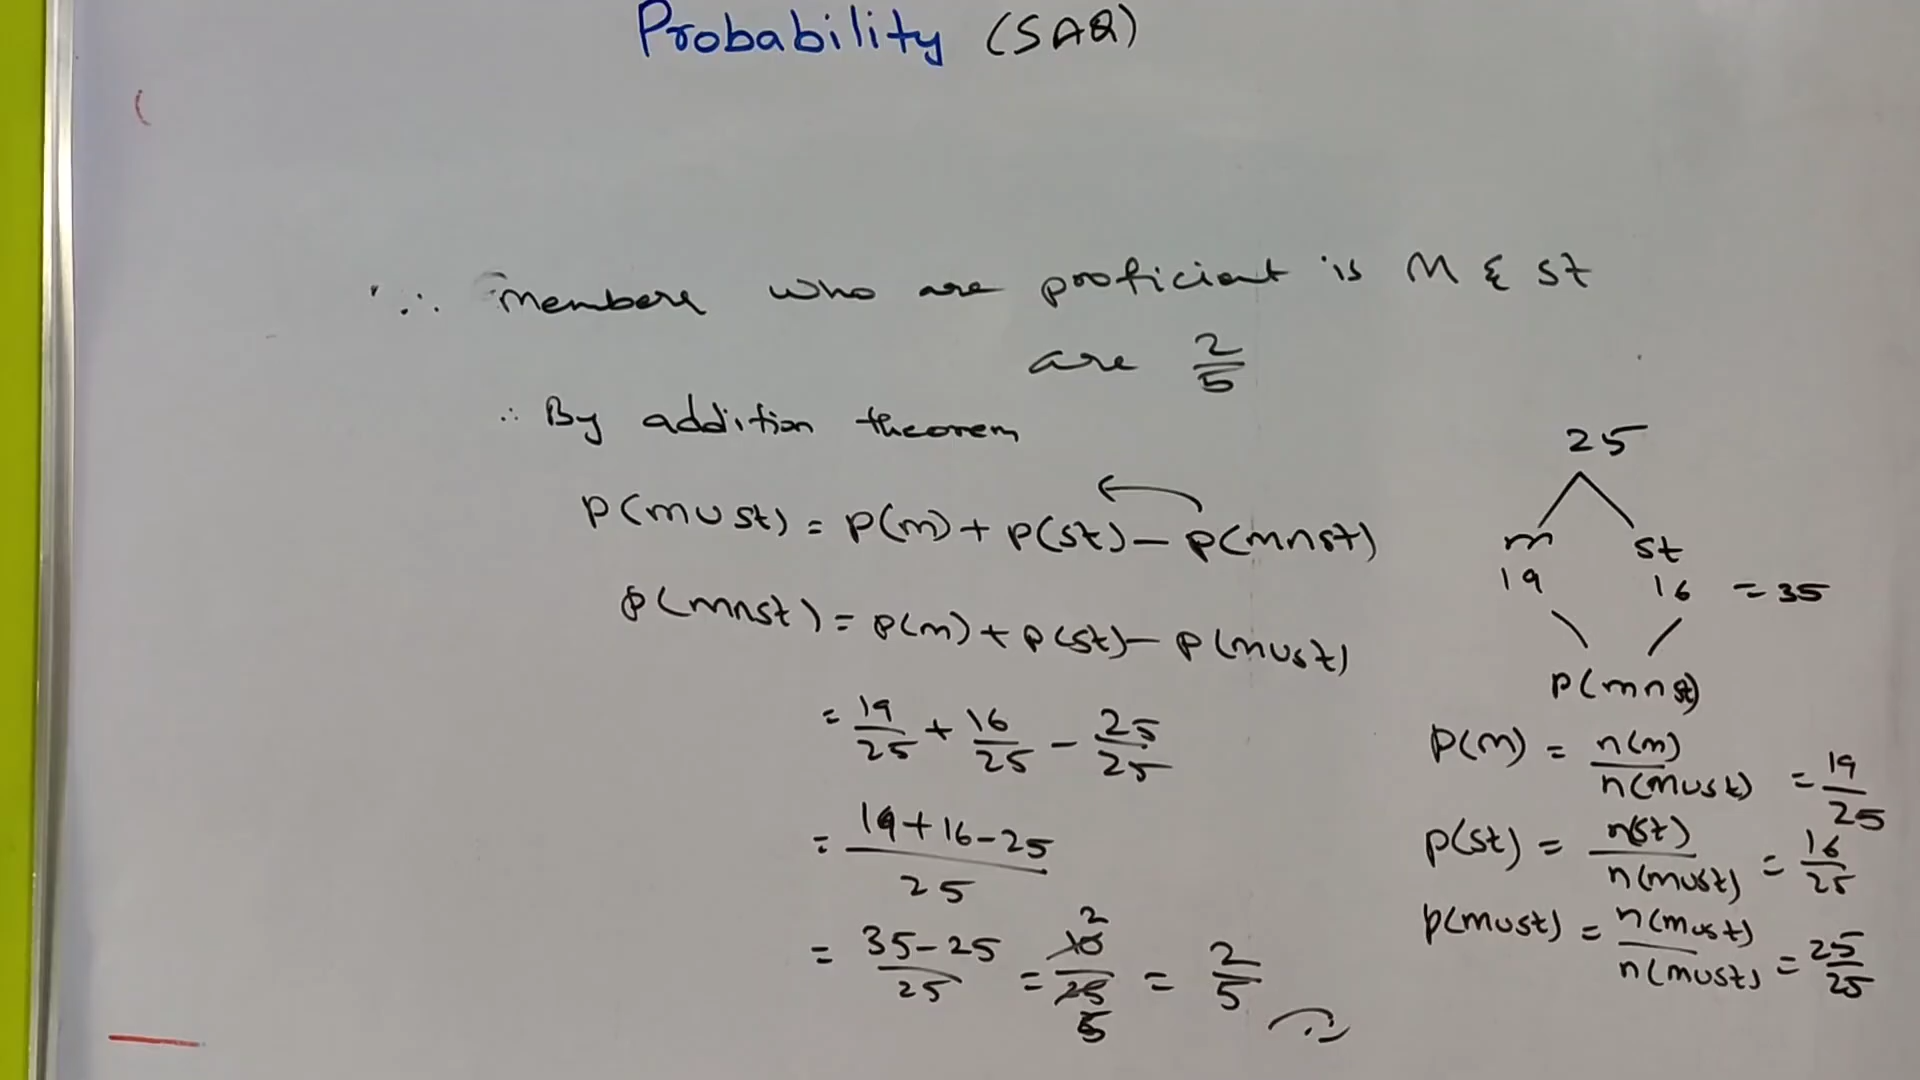 Probability (SAQ)
∴ Members who are proficient is M & St
are 2/5
∴ By addition theorem
P(m∪st) = P(m) + P(st) – P(m∩st)
P(m∩st) = P(m) + P(st) – P(m∪st)
= 19/25 + 16/25 – 25/25
= 19+16-25/25
= 35-25/25 = 10/25 2 5 = 2/5
25
m st
19 16 = 35
P(m∩st)
P(m) = n(m)/n(m∪st) = 19/25
P(st) = n(st)/n(m∪st) = 16/25
P(m∪st) = n(m∪st)/n(m∪st) = 25/25